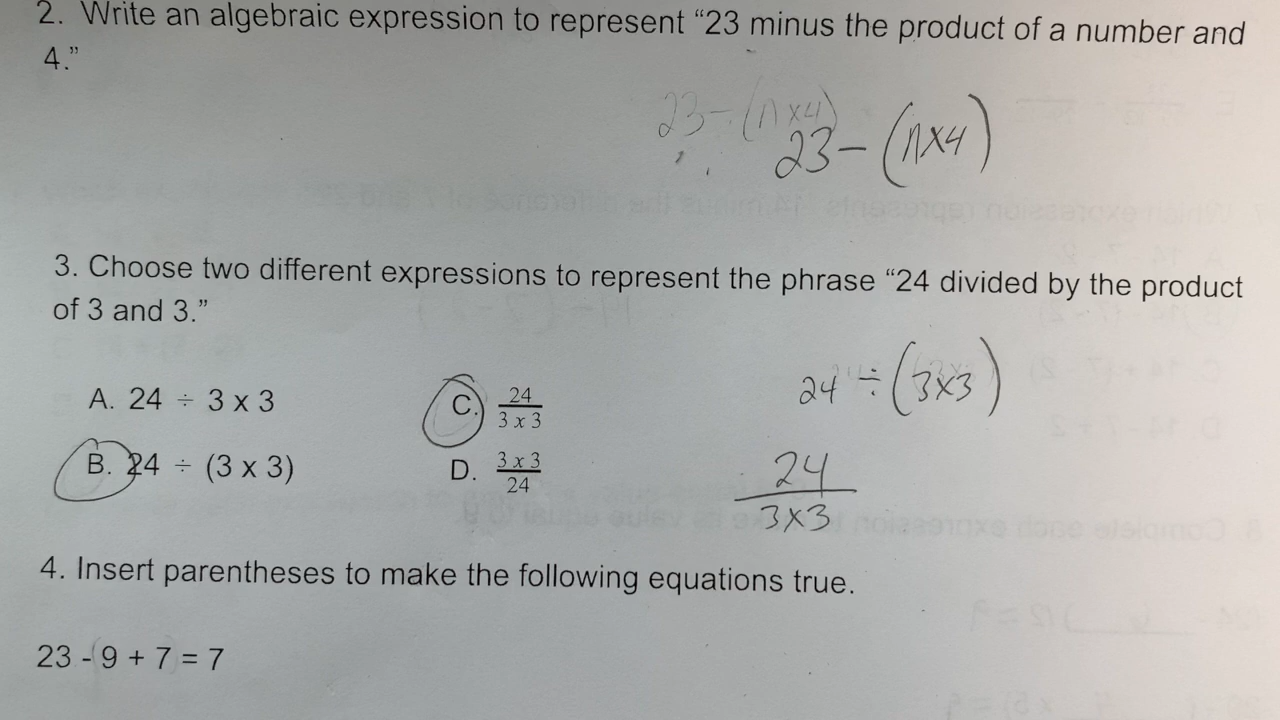 2. Write an algebraic expression to represent “23 minus the product of a number and
4.”
23-(n x4)
23-(nx4)
3. Choose two different expressions to represent the phrase “24 divided by the product
of 3 and 3.”
A. 24 ÷ 3 x 3
C. 24
3 x 3
24 ÷ (3x3)
B. 24 ÷ (3 x 3)
D. 3 x 3
24
24
3x3
4. Insert parentheses to make the following equations true.
23 - 9 + 7 = 7